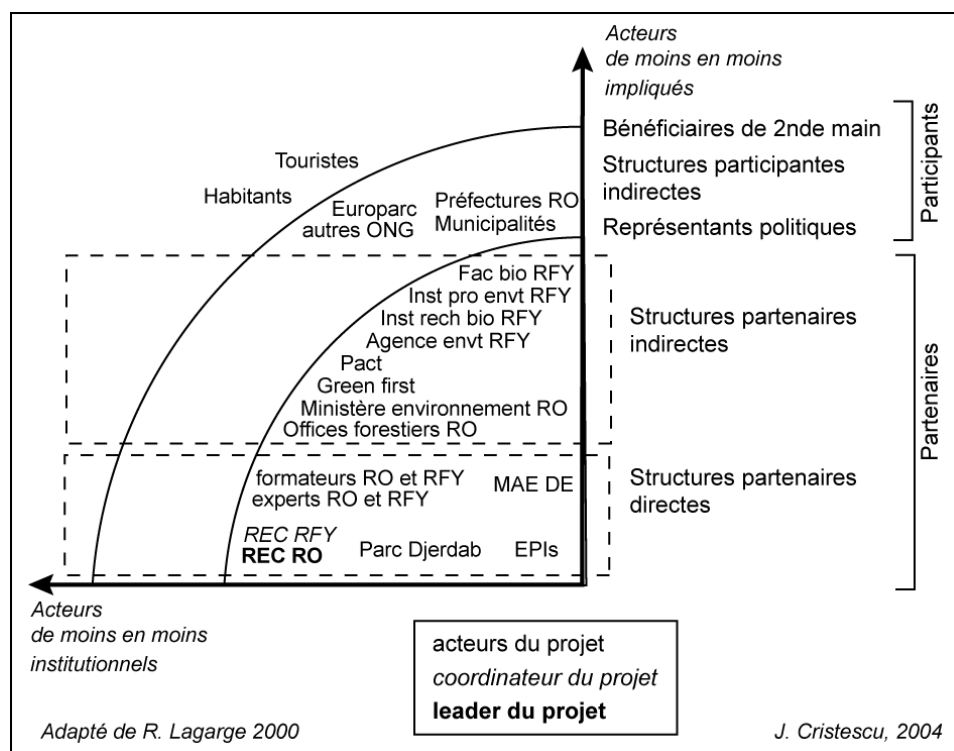 Acteurs
de moins en moins
impliqués
Bénéficiaires de 2nde main
Structures participantes
indirectes
Représentants politiques
Participants
Touristes
Habitants
Europarc
autres ONG
Préfectures RO
Municipalités
Fac bio RFY
Inst pro envt RFY
Inst rech bio RFY
Agence envt RFY
Pact
Green first
Ministère environnement RO
Offices forestiers RO
Structures partenaires
indirectes
Partenaires
formateurs RO et RFY
experts RO et RFY
MAE DE
Structures partenaires
directes
REC RFY
REC RO
Parc Djerdab
EPIs
Acteurs
de moins en moins
institutionnels
acteurs du projet
coordinateur du projet
leader du projet
Adapté de R. Lagarge 2000
J. Cristescu, 2004